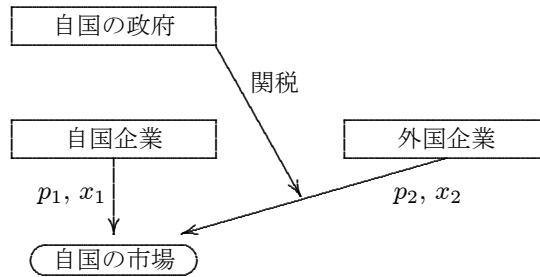 自国の政府
関税
自国企業
外国企業
p₁, x₁
p₂, x₂
自国の市場